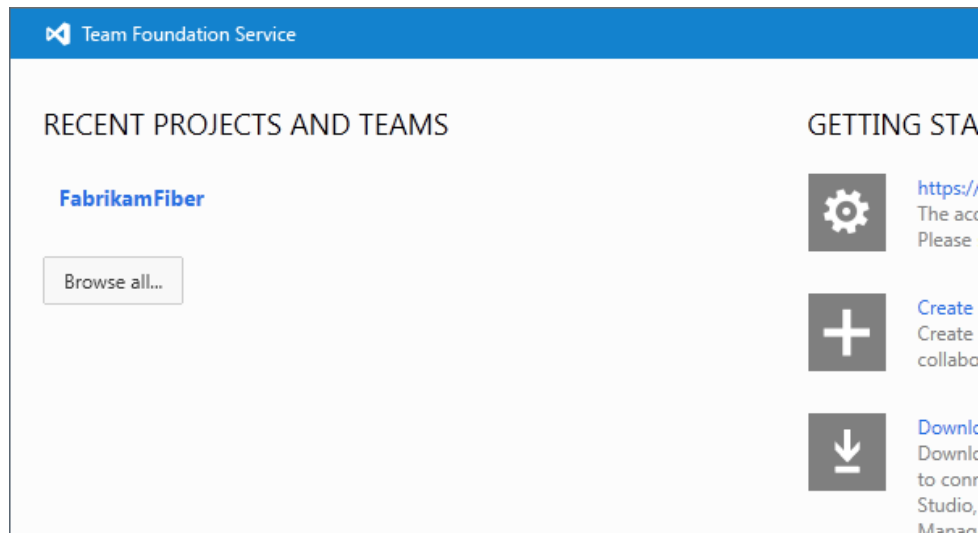 Team Foundation Service
RECENT PROJECTS AND TEAMS
FabrikamFiber
Browse all...
GETTING STA
https://
The acc
Please
Create
Create
collabo
Downlo
Downlo
to conn
Studio,
Manag